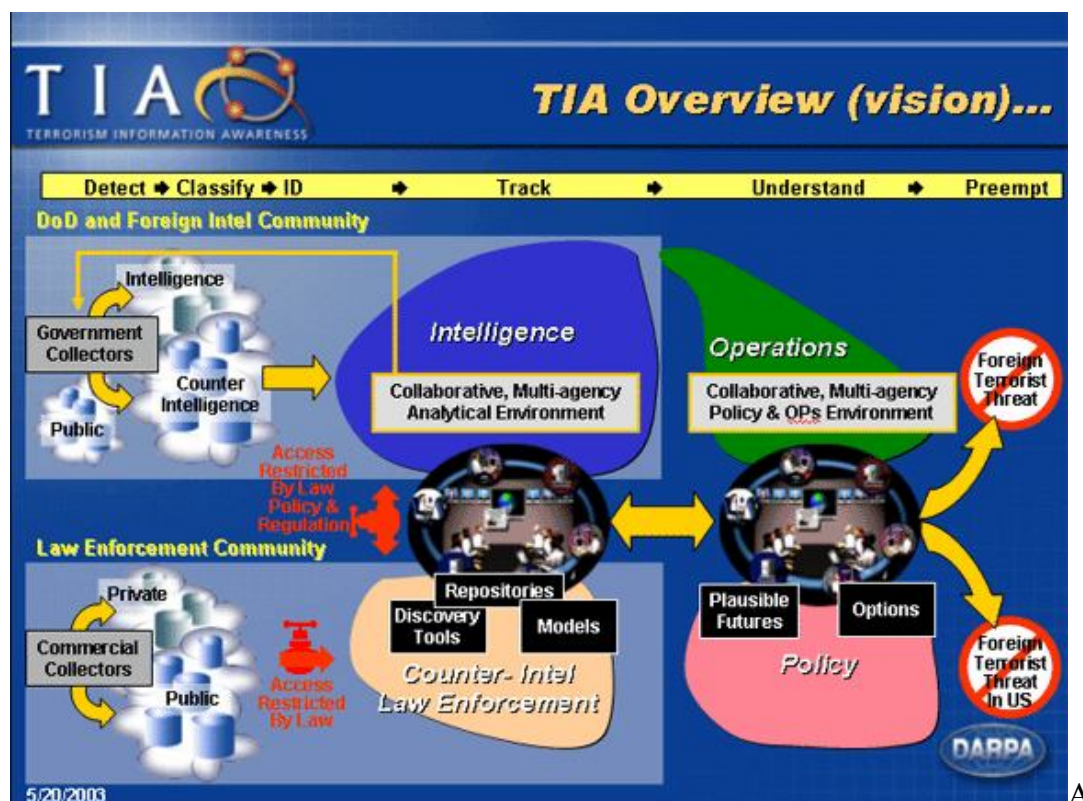 TIA
TERRORISM INFORMATION AWARENESS
TIA Overview (vision)...
Detect → Classify → ID → Track → Understand → Preempt
DoD and Foreign Intel Community
Intelligence
Government
Collectors
Counter
Intelligence
Public
Intelligence
Collaborative, Multi-agency
Analytical Environment
Operations
Collaborative, Multi-agency
Policy & OPs Environment
Foreign
Terrorist
Threat
Access
Restricted
By Law
Policy &
Regulation
Law Enforcement Community
Private
Commercial
Collectors
Public
Access
Restricted
By Law
Repositories
Discovery
Tools
Models
Counter- Intel
Law Enforcement
Plausible
Futures
Options
Policy
Foreign
Terrorist
Threat
In US
DARPA
5/20/2003
A